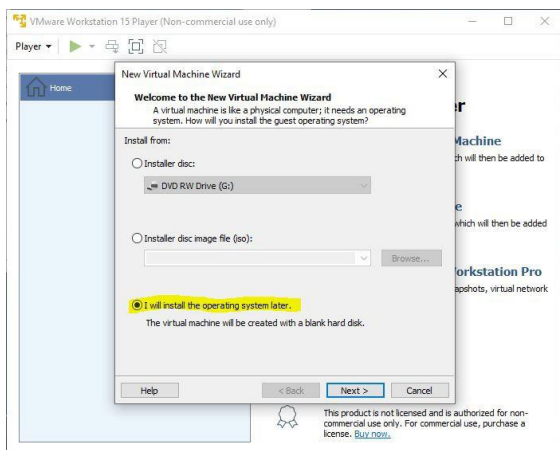 VMware Workstation 15 Player (Non-commercial use only)
Player
Home
New Virtual Machine Wizard
Welcome to the New Virtual Machine Wizard
A virtual machine is like a physical computer; it needs an operating
system. How will you install the guest operating system?
Install from:
Installer disc:
DVD RW Drive (G:)
Installer disc image file (iso):
Browse...
I will install the operating system later.
The virtual machine will be created with a blank hard disk.
Help
< Back
Next >
Cancel
will then be added to
which will then be added
Workstation Pro
virtual network
This product is not licensed and is authorized for non-
commercial use only. For commercial use, purchase a
license. Buy now.